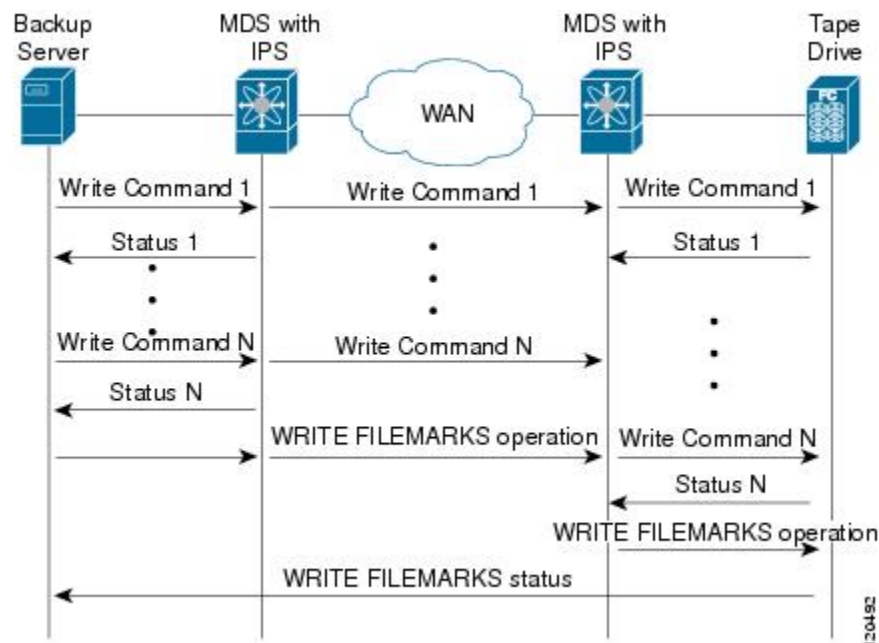 Backup
Server
MDS with
IPS
MDS with
IPS
Tape
Drive
WAN
FC
Write Command 1
Write Command 1
Write Command 1
Status 1
Status 1
Write Command N
Write Command N
Status N
WRITE FILEMARKS operation
Write Command N
Status N
WRITE FILEMARKS operation
WRITE FILEMARKS status
120492